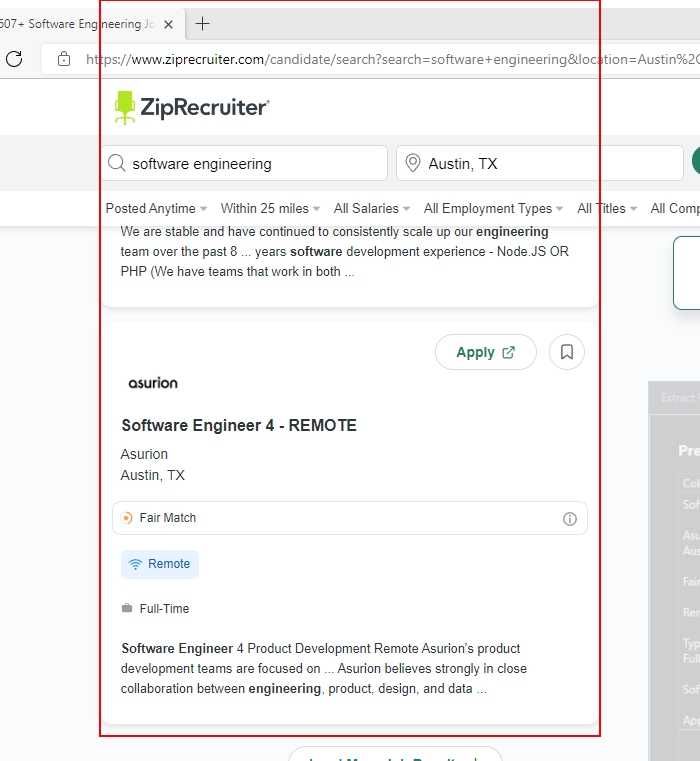 507+ Software Engineering Jo
https://www.ziprecruiter.com/candidate/search?search=software+engineering&location=Austin%2C
ZipRecruiter
software engineering
Austin, TX
Posted Anytime Within 25 miles All Salaries All Employment Types All Titles All Comp
We are stable and have continued to consistently scale up our engineering
team over the past 8 ... years software development experience - Node.JS OR
PHP (We have teams that work in both ...
Apply
asurion
Software Engineer 4 - REMOTE
Asurion
Austin, TX
Fair Match
Remote
Full-Time
Software Engineer 4 Product Development Remote Asurion's product
development teams are focused on ... Asurion believes strongly in close
collaboration between engineering, product, design, and data ...
Extract
Pre
Col
Sof
Asu
Aus
Fair
Rem
Typ
Full
Sof
App